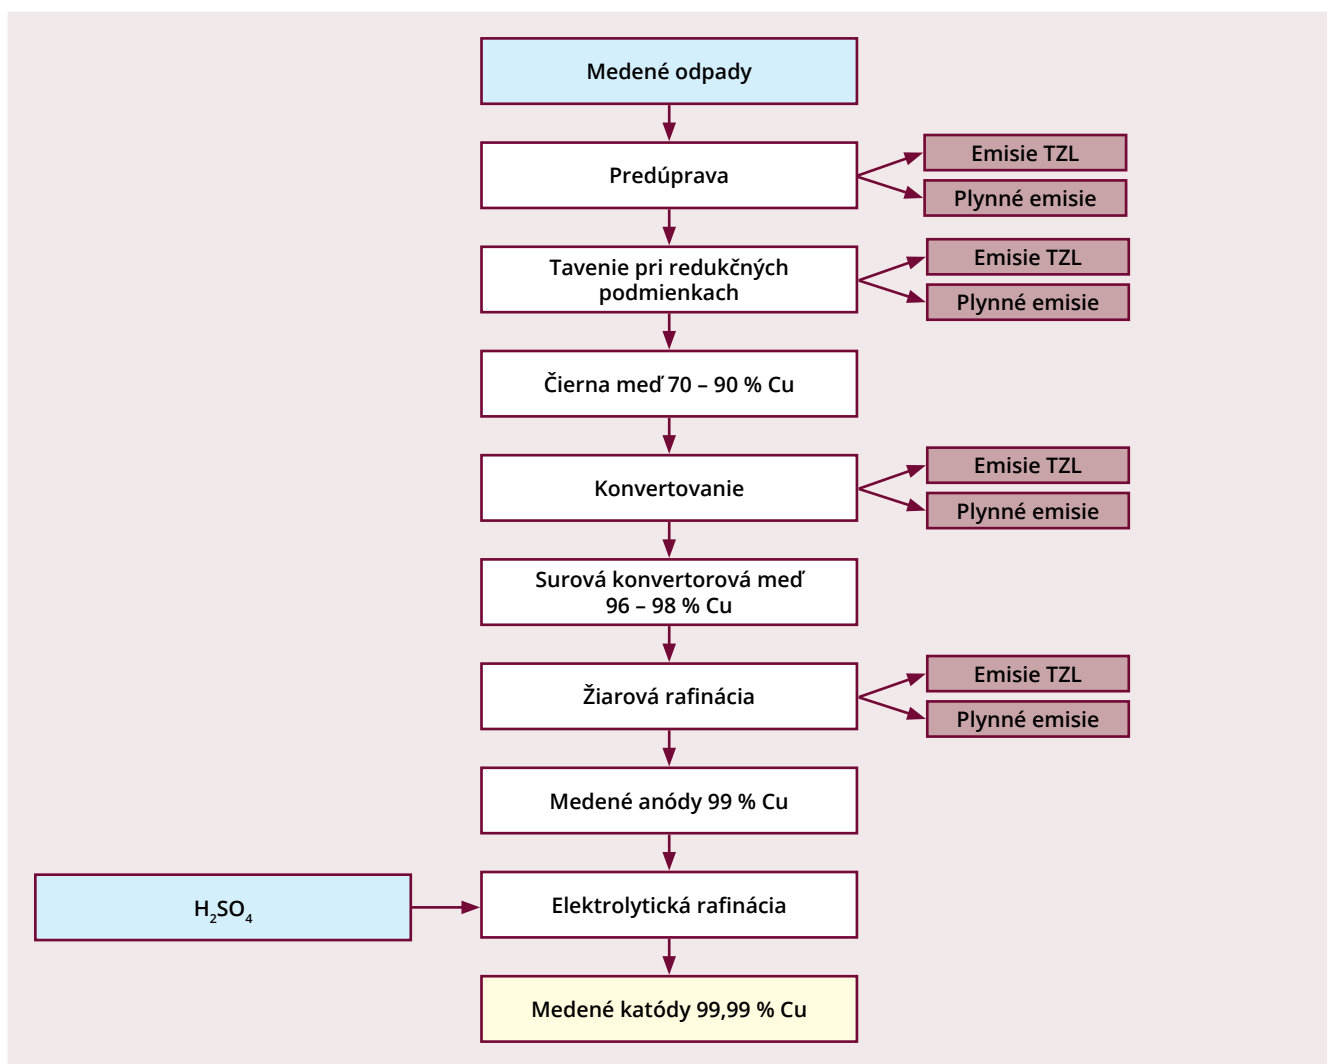 Medené odpady
Predúprava
Emisie TZL
Plynné emisie
Tavenie pri redukčných
podmienkach
Emisie TZL
Plynné emisie
Čierna meď 70 – 90 % Cu
Konvertovanie
Emisie TZL
Plynné emisie
Surová konvertorová meď
96 – 98 % Cu
Žiarová rafinácia
Emisie TZL
Plynné emisie
Medené anódy 99 % Cu
H₂SO₄
Elektrolytická rafinácia
Medené katódy 99,99 % Cu